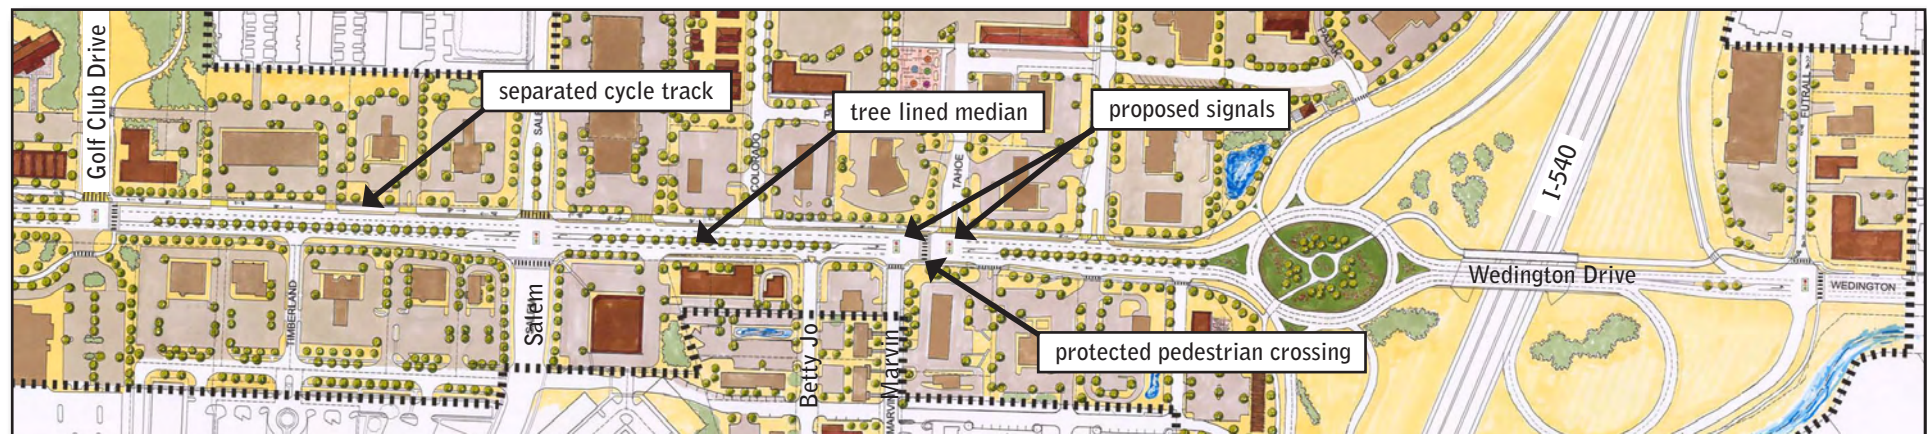 Golf Club Drive
separated cycle track
tree lined median
proposed signals
COLORADO
TAHOE
I-540
FUTRALL
Wedington Drive
WEDINGTON
TIMBERLAND
Salem
Betty Jo
Marvin
MARVIN
protected pedestrian crossing